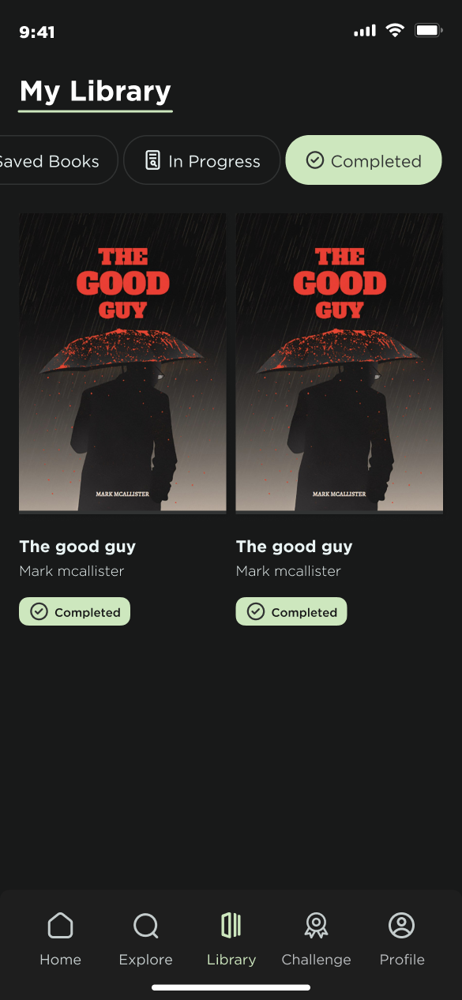 9:41
My Library
Saved Books
In Progress
Completed
THE
GOOD
GUY
MARK MCALLISTER
THE
GOOD
GUY
MARK MCALLISTER
The good guy
Mark mcallister
Completed
The good guy
Mark mcallister
Completed
Home
Explore
Library
Challenge
Profile